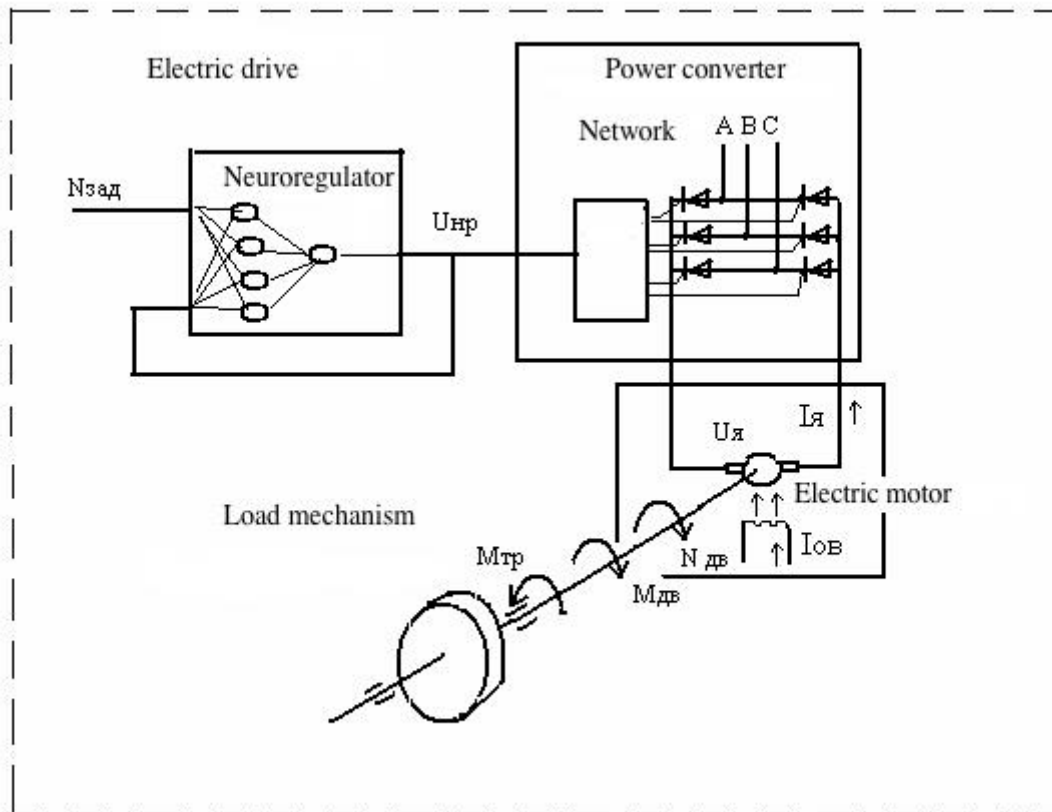 Electric drive
Power converter
Network
A B C
Neuroregulator
Nзад
Uнр
Iя
Uя
Electric motor
Load mechanism
Iов
N дв
Mтр
Mдв